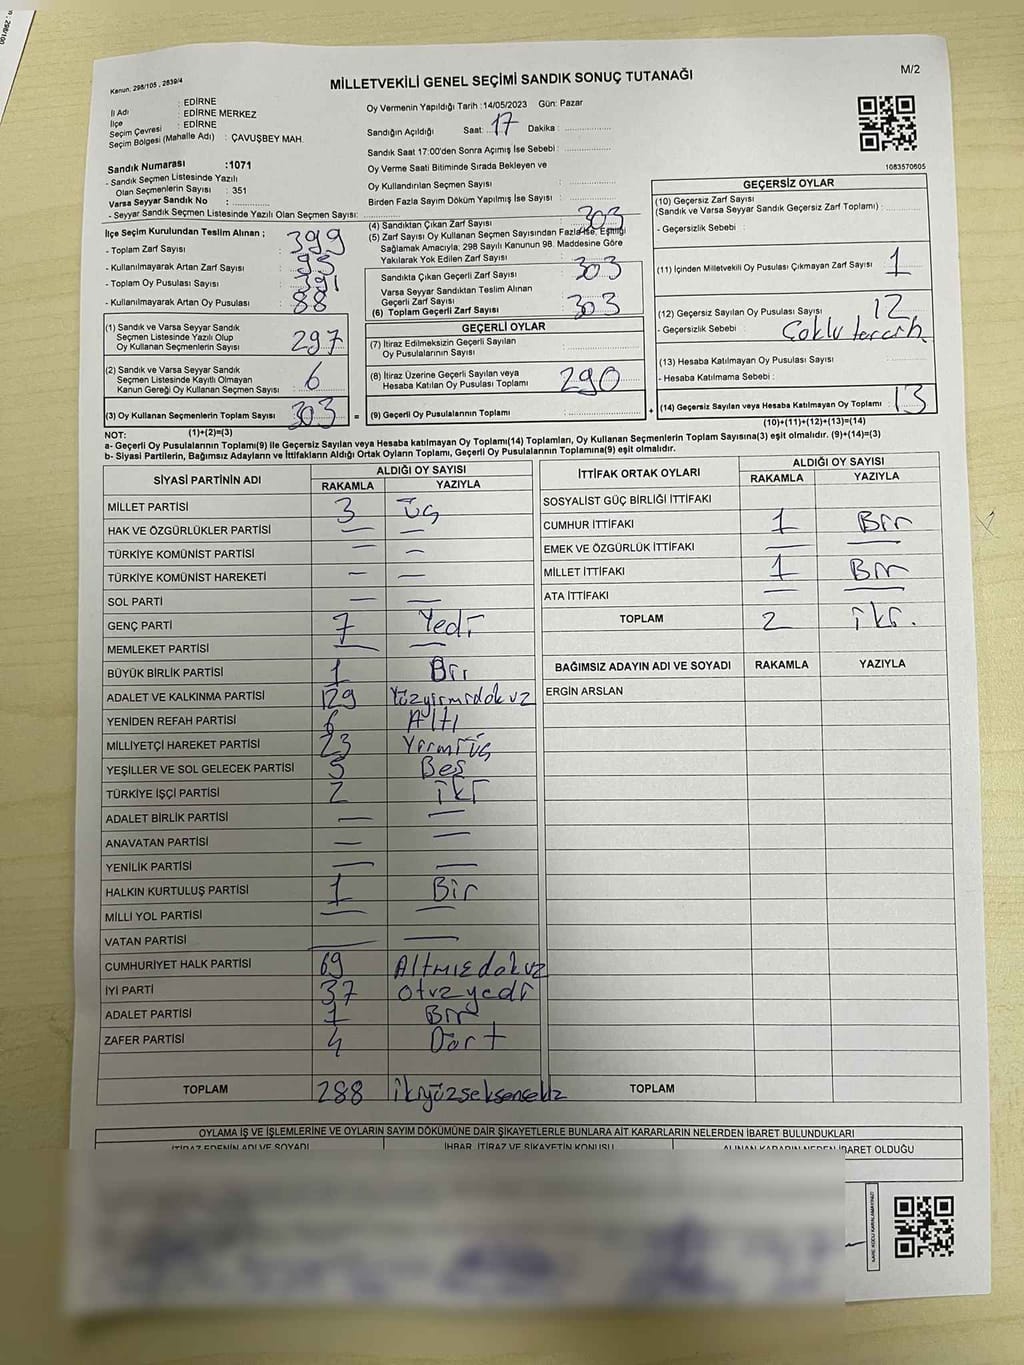 Kanun. 298/105 , 2839/4
MİLLETVEKİLİ GENEL SEÇİMİ SANDIK SONUÇ TUTANAĞI
M/2
İl Adı : EDİRNE
İlçe : EDİRNE MERKEZ
Seçim Çevresi : EDİRNE
Seçim Bölgesi (Mahalle Adı) : ÇAVUŞBEY MAH.
Sandık Numarası :1071
- Sandık Seçmen Listesinde Yazılı
Olan Seçmenlerin Sayısı : 351
Varsa Seyyar Sandık No :
- Seyyar Sandık Seçmen Listesinde Yazılı Olan Seçmen Sayısı:
Oy Vermenin Yapıldığı Tarih :14/05/2023 Gün: Pazar
Sandığın Açıldığı Saat: 17 Dakika :
Sandık Saat 17:00'den Sonra Açımış İse Sebebi :
Oy Verme Saati Bitiminde Sırada Bekleyen ve
Oy Kullandırılan Seçmen Sayısı :
Birden Fazla Sayım Döküm Yapılmış İse Sayısı :
1083570605
İlçe Seçim Kurulundan Teslim Alınan ;
- Toplam Zarf Sayısı : 399
- Kullanılmayarak Artan Zarf Sayısı : 93
- Toplam Oy Pusulası Sayısı : 391
- Kullanılmayarak Artan Oy Pusulası : 88
(1) Sandık ve Varsa Seyyar Sandık
Seçmen Listesinde Yazılı Olup
Oy Kullanan Seçmenlerin Sayısı : 297
(2) Sandık ve Varsa Seyyar Sandık
Seçmen Listesinde Kayıtlı Olmayan
Kanun Gereği Oy Kullanan Seçmen Sayısı : 6
(3) Oy Kullanan Seçmenlerin Toplam Sayısı : 303
(4) Sandıktan Çıkan Zarf Sayısı : 303
(5) Zarf Sayısı Oy Kullanan Seçmen Sayısından Fazla İse, Eşitliği
Sağlamak Amacıyla; 298 Sayılı Kanunun 98. Maddesine Göre
Yakılarak Yok Edilen Zarf Sayısı :
Sandıkta Çıkan Geçerli Zarf Sayısı : 303
Varsa Seyyar Sandıktan Teslim Alınan
Geçerli Zarf Sayısı :
(6) Toplam Geçerli Zarf Sayısı : 303
GEÇERLİ OYLAR
(7) İtiraz Edilmeksizin Geçerli Sayılan
Oy Pusulalarının Sayısı :
(8) İtiraz Üzerine Geçerli Sayılan veya
Hesaba Katılan Oy Pusulası Toplamı : 290
= (9) Geçerli Oy Pusulalarının Toplamı :
GEÇERSİZ OYLAR
(10) Geçersiz Zarf Sayısı
(Sandık ve Varsa Seyyar Sandık Geçersiz Zarf Toplamı) :
- Geçersizlik Sebebi :
(11) İçinden Milletvekili Oy Pusulası Çıkmayan Zarf Sayısı : 1
(12) Geçersiz Sayılan Oy Pusulası Sayısı : 12
- Geçersizlik Sebebi : Çoklu tercih
(13) Hesaba Katılmayan Oy Pusulası Sayısı :
- Hesaba Katılmama Sebebi :
+ (14) Geçersiz Sayılan veya Hesaba Katılmayan Oy Toplamı : 13
NOT: (1)+(2)=(3)
(10)+(11)+(12)+(13)=(14)
a- Geçerli Oy Pusulalarının Toplamı(9) ile Geçersiz Sayılan veya Hesaba katılmayan Oy Toplamı(14) Toplamları, Oy Kullanan Seçmenlerin Toplam Sayısına(3) eşit olmalıdır. (9)+(14)=(3)
b- Siyasi Partilerin, Bağımsız Adayların ve İttifakların Aldığı Ortak Oyların Toplamı, Geçerli Oy Pusulalarının Toplamına(9) eşit olmalıdır.
SİYASİ PARTİNİN ADI ALDIĞI OY SAYISI
RAKAMLA YAZIYLA
MİLLET PARTİSİ 3 üç
HAK VE ÖZGÜRLÜKLER PARTİSİ — —
TÜRKİYE KOMÜNİST PARTİSİ — —
TÜRKİYE KOMÜNİST HAREKETİ — —
SOL PARTİ — —
GENÇ PARTİ 7 Yedi
MEMLEKET PARTİSİ — —
BÜYÜK BİRLİK PARTİSİ 1 Bir
ADALET VE KALKINMA PARTİSİ 129 Yüzyirmidokuz
YENİDEN REFAH PARTİSİ 6 Altı
MİLLİYETÇİ HAREKET PARTİSİ 23 Yirmiüç
YEŞİLLER VE SOL GELECEK PARTİSİ 5 Beş
TÜRKİYE İŞÇİ PARTİSİ 2 iki
ADALET BİRLİK PARTİSİ — —
ANAVATAN PARTİSİ — —
YENİLİK PARTİSİ — —
HALKIN KURTULUŞ PARTİSİ 1 Bir
MİLLİ YOL PARTİSİ — —
VATAN PARTİSİ — —
CUMHURİYET HALK PARTİSİ 69 Altmışdokuz
İYİ PARTİ 37 otuzyedi
ADALET PARTİSİ 1 Bir
ZAFER PARTİSİ 4 Dört
TOPLAM 288 ikiyüzseksensekiz
İTTİFAK ORTAK OYLARI ALDIĞI OY SAYISI
RAKAMLA YAZIYLA
SOSYALİST GÜÇ BİRLİĞİ İTTİFAKI
CUMHUR İTTİFAKI 1 Bir
EMEK VE ÖZGÜRLÜK İTTİFAKI — —
MİLLET İTTİFAKI 1 Bir
ATA İTTİFAKI — —
TOPLAM 2 iki.
BAĞIMSIZ ADAYIN ADI VE SOYADI RAKAMLA YAZIYLA
ERGİN ARSLAN
TOPLAM
OYLAMA İŞ VE İŞLEMLERİNE VE OYLARIN SAYIM DÖKÜMÜNE DAİR ŞİKAYETLERLE BUNLARA AİT KARARLARIN NELERDEN İBARET BULUNDUKLARI
İTİRAZ EDENİN ADI VE SOYADI İHBAR, İTİRAZ VE ŞİKAYETİN KONUSU ALINAN KARARIN NEDEN İBARET OLDUĞU